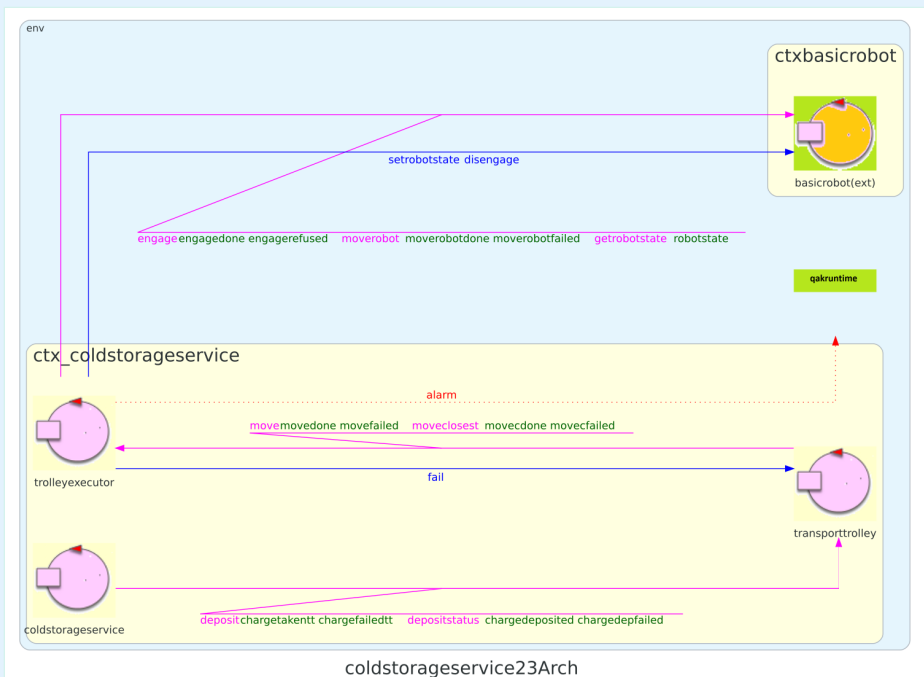 env
ctxbasicrobot
setrobotstate disengage
basicrobot(ext)
engage engagedone engagerefused moverobot moverobotdone moverobotfailed getrobotstate robotstate
qakruntime
ctx_coldstorageservice
alarm
move movedone movefailed moveclosest movecdone movecfailed
fail
trolleyexecutor
transporttrolley
deposit chargetakentt chargefailedtt depositstatus chargedeposited chargedepfailed
coldstorageservice
coldstorageservice23Arch